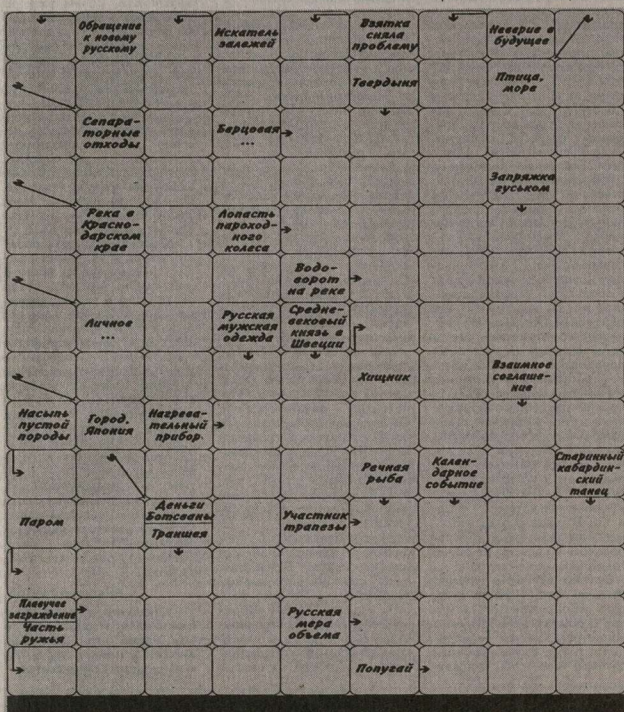 Обращение
к новому
русскому
Искатель
залежей
Взятка
сняла
проблему
Неверие в
будущее
Твердыня
Птица,
море
Сепара-
торные
отходы
Берцовая
...
Запряжка
гуськом
Река в
Красно-
дарском
крае
Лопасть
пароход-
ного
колеса
Водо-
ворот
на реке
Личное
...
Русская
мужская
одежда
Средне-
вековый
князь в
Швеции
Хищник
Взаимное
соглаше-
ние
Насыпь
пустой
породы
Город,
Япония
Нагрева-
тельный
прибор
Речная
рыба
Кален-
дарное
событие
Старинный
кабардин-
ский
танец
Паром
Деньги
Ботсваны
Траншея
Участник
трапезы
Плавучее
заграждение
Часть
ружья
Русская
мера
объема
Попугай